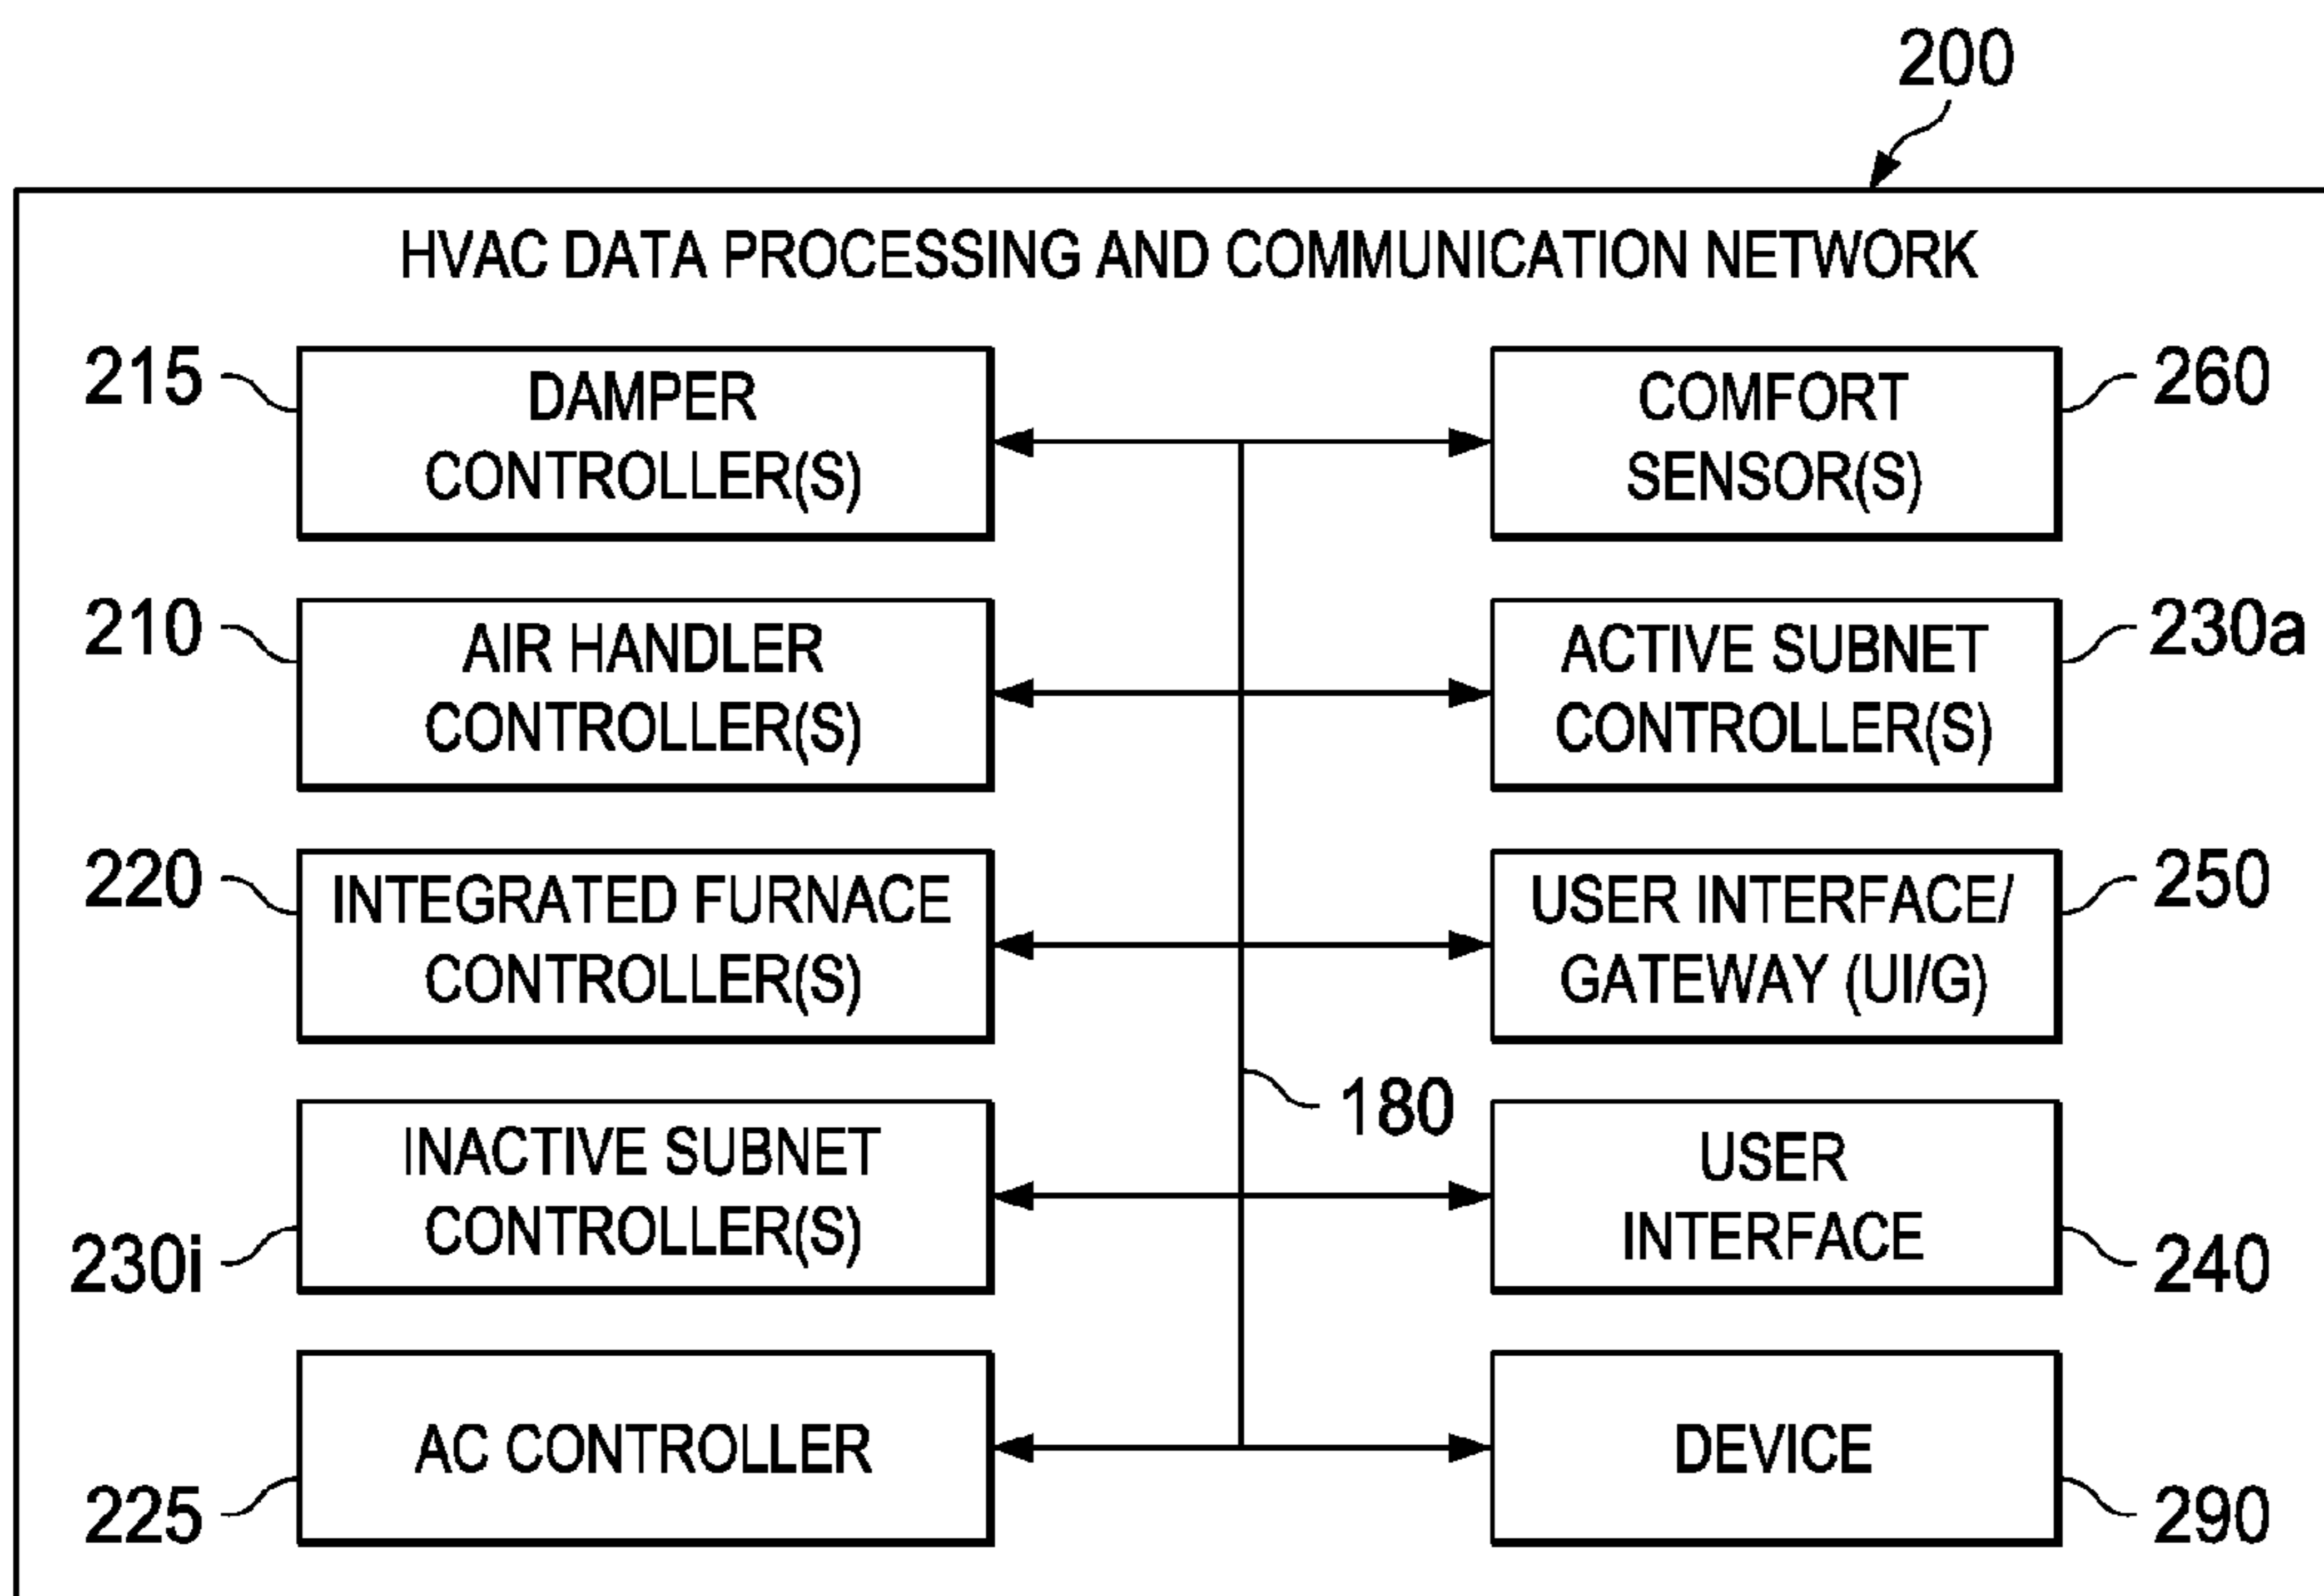 200
HVAC DATA PROCESSING AND COMMUNICATION NETWORK
215
DAMPER
CONTROLLER(S)
COMFORT
SENSOR(S)
260
210
AIR HANDLER
CONTROLLER(S)
ACTIVE SUBNET
CONTROLLER(S)
230a
220
INTEGRATED FURNACE
CONTROLLER(S)
USER INTERFACE/
GATEWAY (UI/G)
250
180
INACTIVE SUBNET
CONTROLLER(S)
230i
USER
INTERFACE
240
AC CONTROLLER
225
DEVICE
290